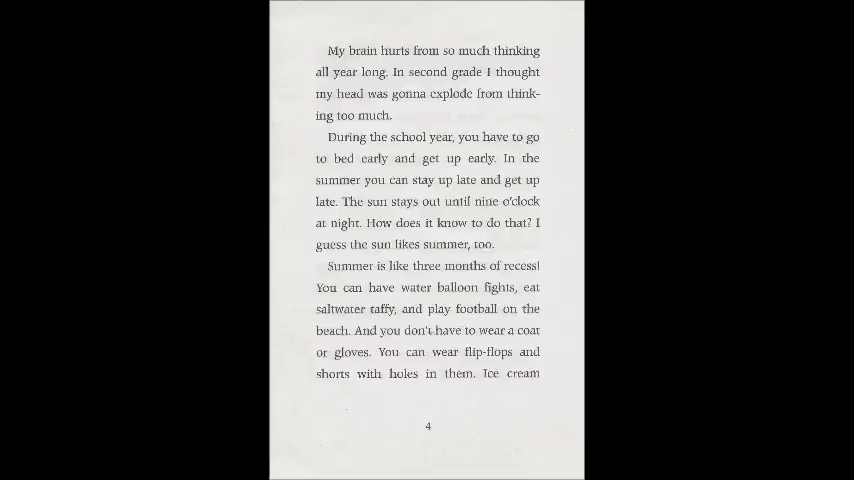 My brain hurts from so much thinking
all year long. In second grade I thought
my head was gonna explode from think-
ing too much.
During the school year, you have to go
to bed early and get up early. In the
summer you can stay up late and get up
late. The sun stays out until nine o'clock
at night. How does it know to do that? I
guess the sun likes summer, too.
Summer is like three months of recess!
You can have water balloon fights, eat
saltwater taffy, and play football on the
beach. And you don't have to wear a coat
or gloves. You can wear flip-flops and
shorts with holes in them. Ice cream
4